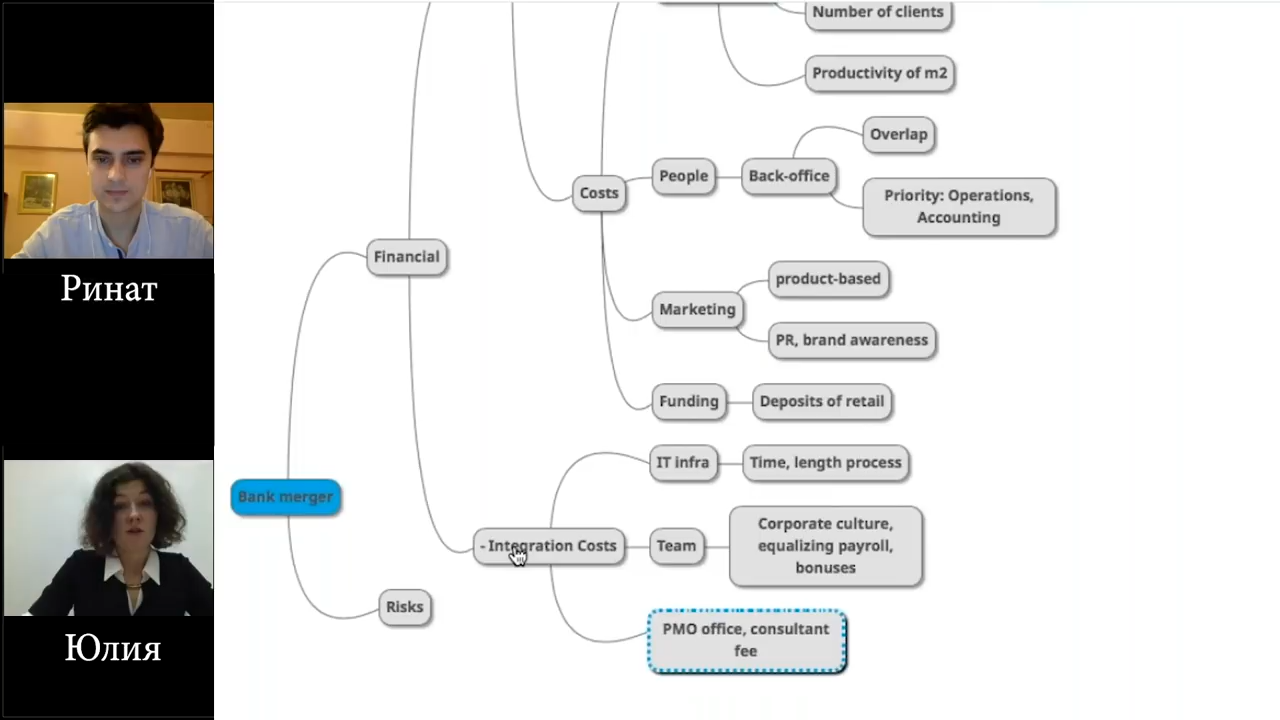 Number of clients
Productivity of m2
Overlap
People
Back-office
Costs
Priority: Operations,
Accounting
Financial
product-based
Marketing
PR, brand awareness
Funding
Deposits of retail
IT infra
Time, length process
Bank merger
- Integration Costs
Team
Corporate culture,
equalizing payroll,
bonuses
Risks
PMO office, consultant
fee
Ринат
Юлия